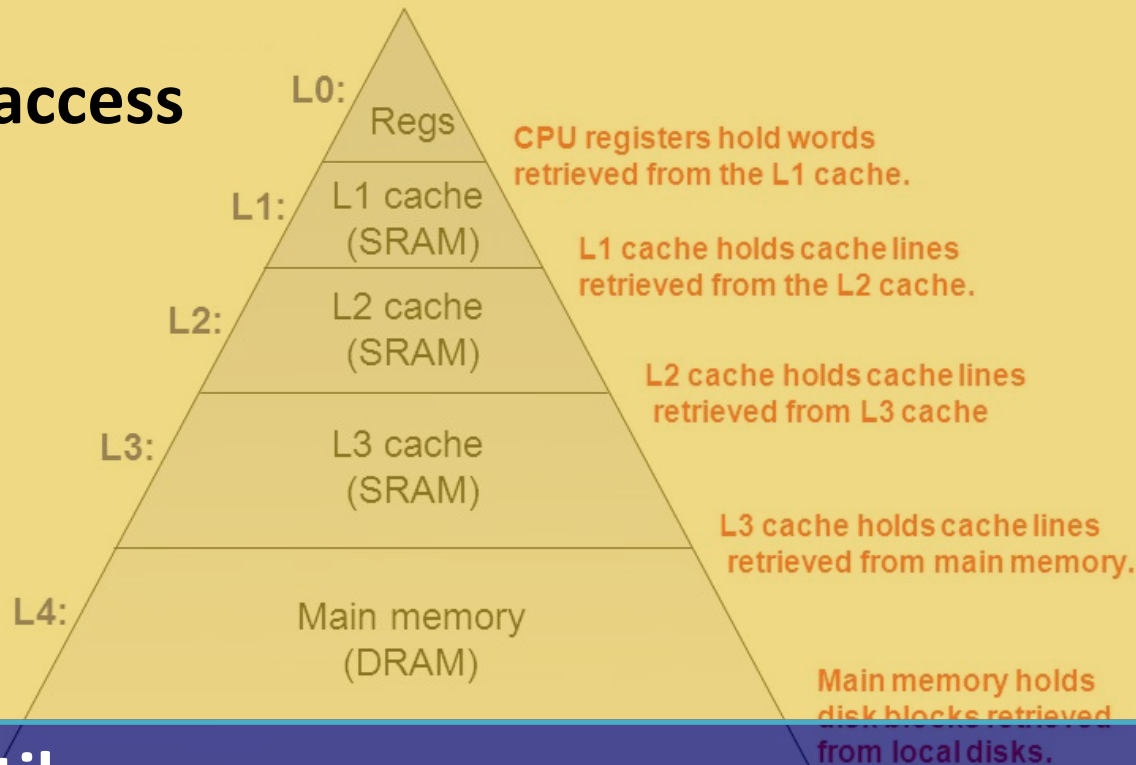 access
L0:
Regs
CPU registers hold words
retrieved from the L1 cache.
L1:
L1 cache
(SRAM)
L1 cache holds cache lines
retrieved from the L2 cache.
L2:
L2 cache
(SRAM)
L2 cache holds cache lines
retrieved from L3 cache
L3:
L3 cache
(SRAM)
L3 cache holds cache lines
retrieved from main memory.
L4:
Main memory
(DRAM)
Main memory holds
disk blocks retrieved
from local disks.